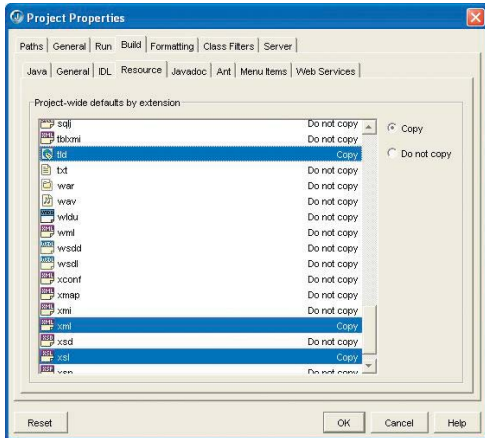 Project Properties
Paths General Run Build Formatting Class Filters Server
Java General IDL Resource Javadoc Ant Menu Items Web Services
Project-wide defaults by extension
sqlj Do not copy
tblxmi Do not copy
tld Copy
txt Do not copy
war Do not copy
wav Do not copy
wldu Do not copy
wml Do not copy
wsdd Do not copy
wsdl Do not copy
xconf Do not copy
xmap Do not copy
xmi Do not copy
xml Copy
xsd Do not copy
xsl Copy
xsp Do not copy
Copy
Do not copy
Reset OK Cancel Help